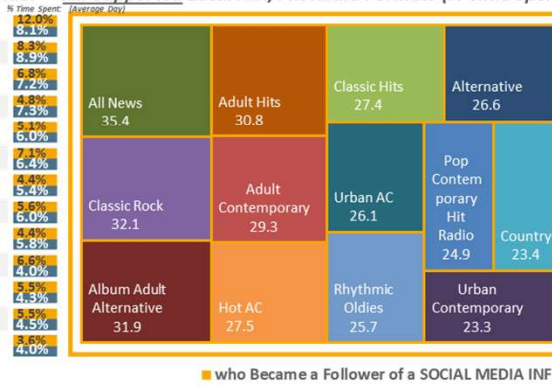 % Time Spent: (Average Day)
12.0%
8.1%
8.3%
8.9%
6.8%
7.2%
4.8%
7.3%
5.1%
6.0%
7.1%
6.4%
4.4%
5.4%
5.6%
6.0%
4.4%
5.8%
6.6%
4.0%
5.5%
4.3%
5.5%
4.5%
3.6%
4.0%
All News
35.4
Adult Hits
30.8
Classic Hits
27.4
Alternative
26.6
Classic Rock
32.1
Adult
Contemporary
29.3
Urban AC
26.1
Pop
Contem
porary
Hit
Radio
24.9
Country
23.4
Album Adult
Alternative
31.9
Hot AC
27.5
Rhythmic
Oldies
25.7
Urban
Contemporary
23.3
who Became a Follower of a SOCIAL MEDIA INF